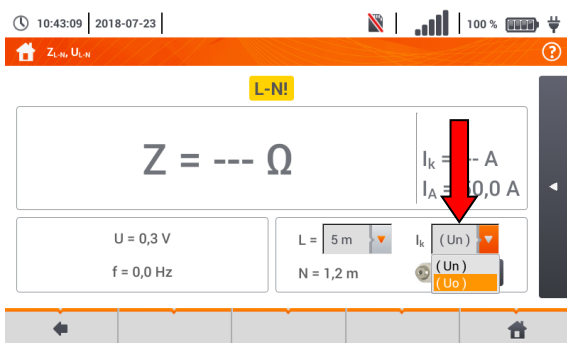 10:43:09 2018-07-23 100 %
ZL-N, UL-N ?
L-N!
Z = --- Ω
Ik = -- A
IA = 0,0 A
U = 0,3 V
f = 0,0 Hz
L = 5 m
Ik (Un)
N = 1,2 m
(Un)
(Uo)